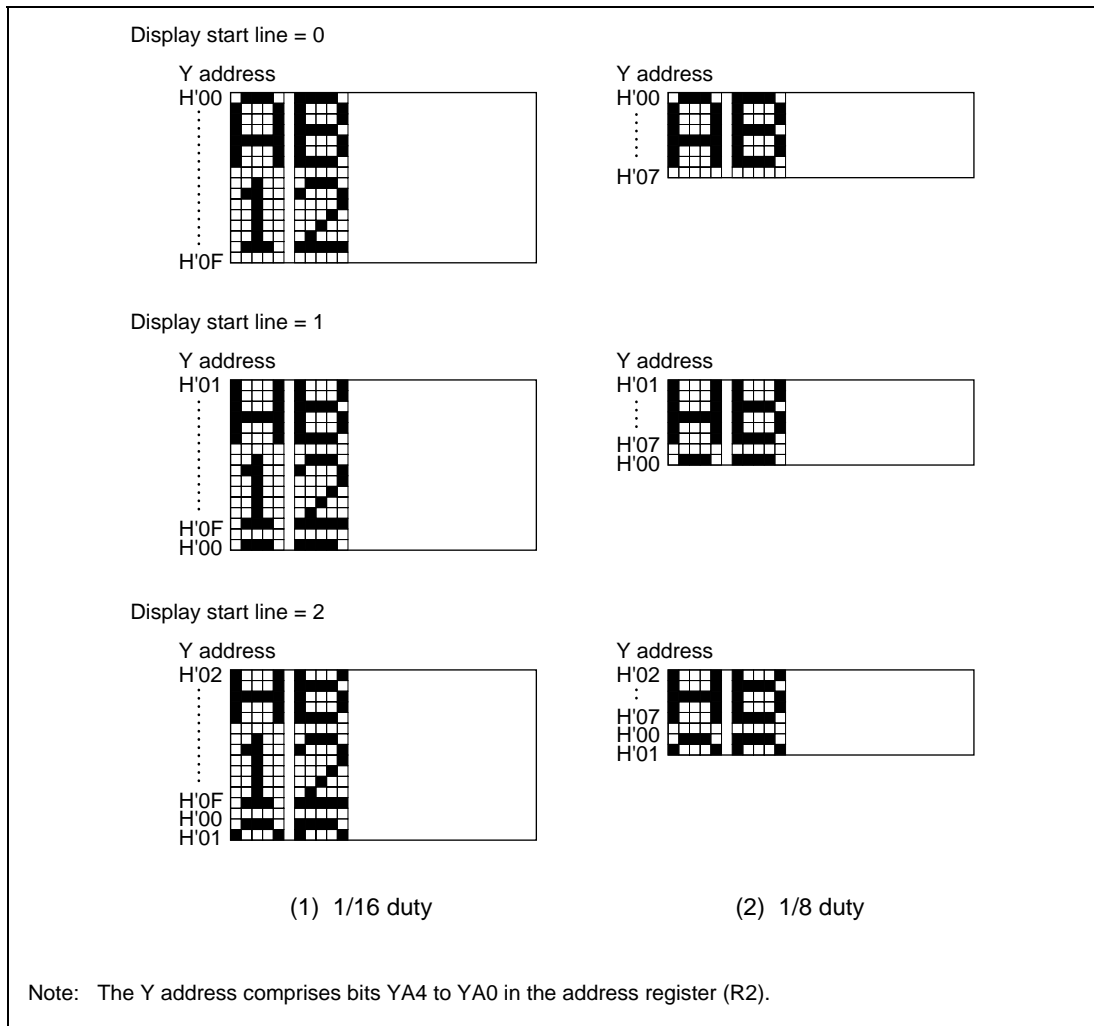 Display start line = 0
Y address
H'00
H'0F
Y address
H'00
H'07
AB
12
AB
Display start line = 1
Y address
H'01
H'0F
H'00
Y address
H'01
H'07
H'00
Display start line = 2
Y address
H'02
H'0F
H'00
H'01
Y address
H'02
H'07
H'00
H'01
(1) 1/16 duty
(2) 1/8 duty
Note: The Y address comprises bits YA4 to YA0 in the address register (R2).